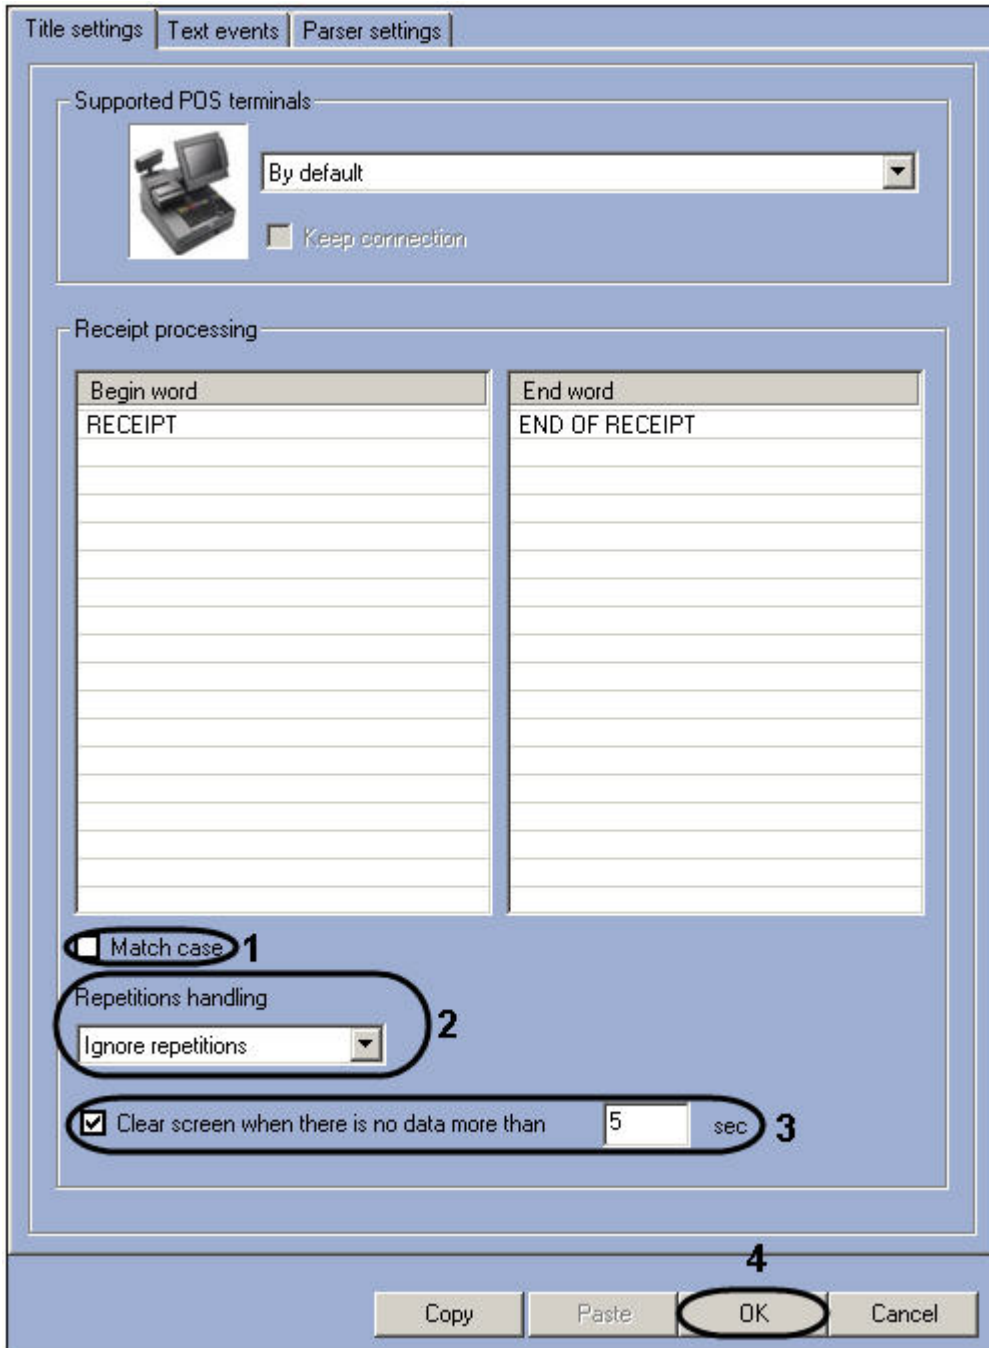 Title settings Text events Parser settings
Supported POS terminals
By default
Keep connection
Receipt processing
Begin word End word
RECEIPT END OF RECEIPT
Match case 1
Repetitions handling
2
Ignore repetitions
Clear screen when there is no data more than 5 sec 3
4
Copy Paste OK Cancel